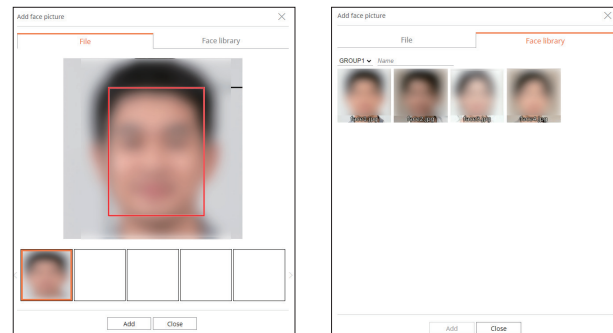 Add face picture
File
Face library
Add
Close
Add face picture
File
Face library
GROUP1
Name
Add
Close